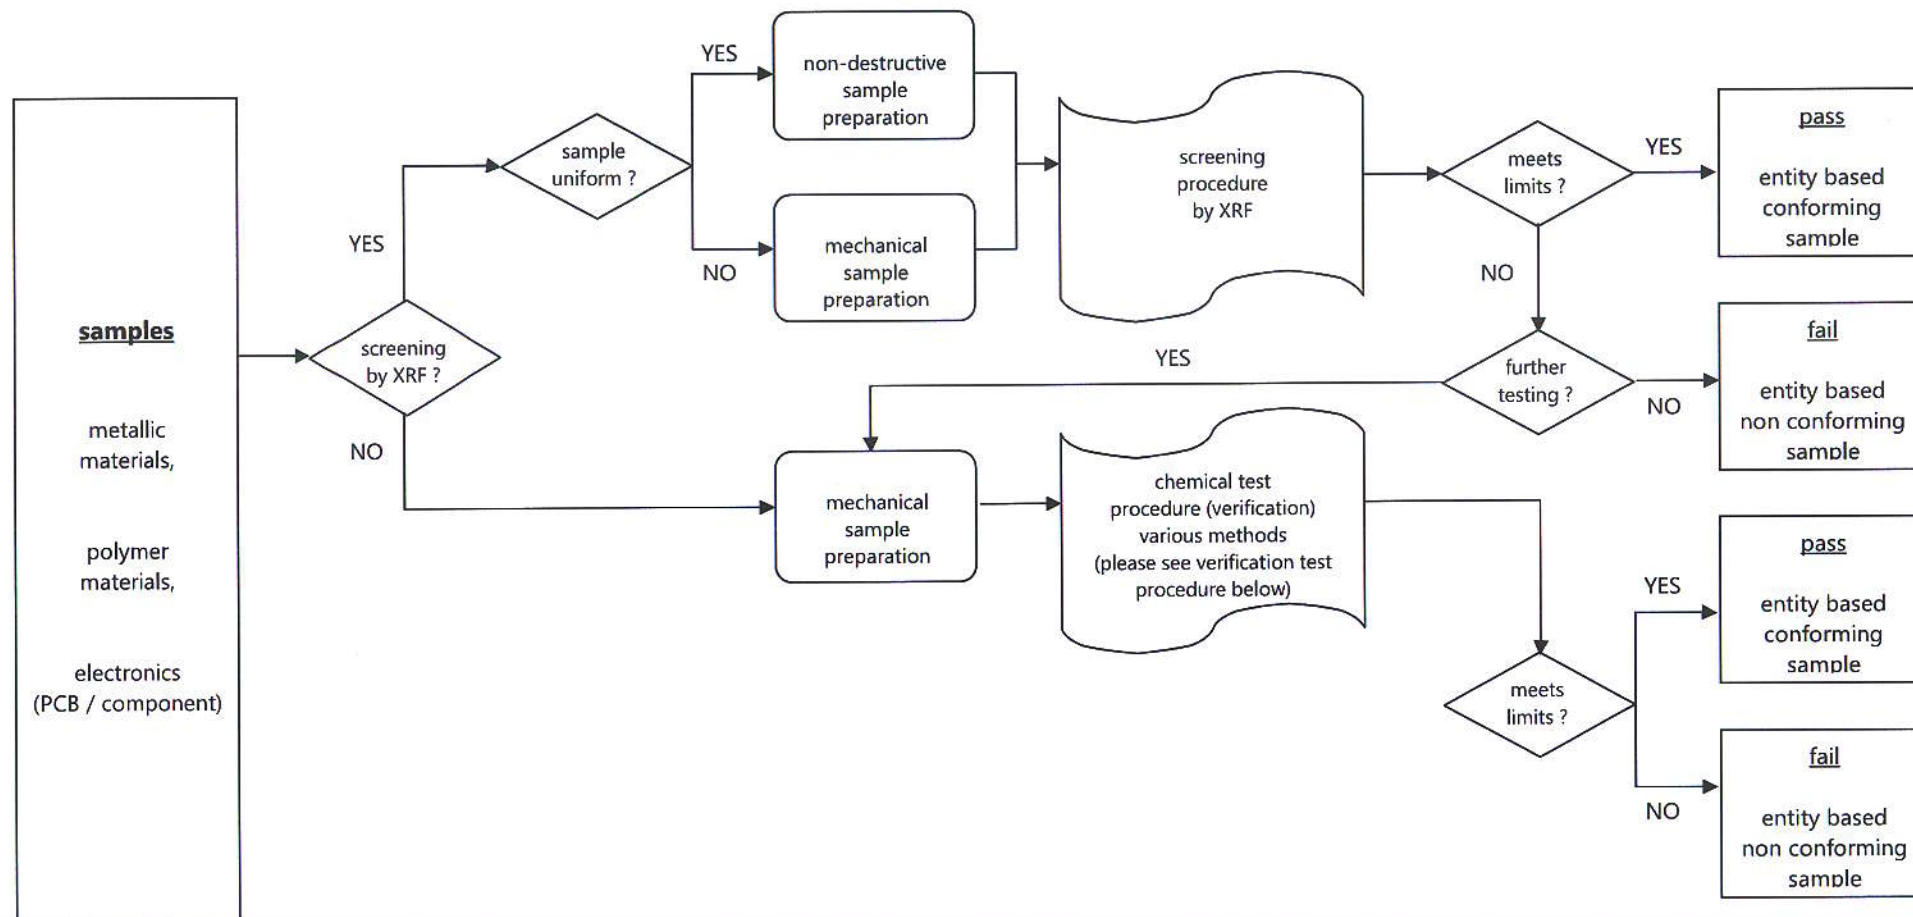 samples
metallic
materials,
polymer
materials,
electronics
(PCB / component)
screening
by XRF ?
YES
NO
sample
uniform ?
YES
NO
non-destructive
sample
preparation
mechanical
sample
preparation
screening
procedure
by XRF
meets
limits ?
YES
NO
pass
entity based
conforming
sample
further
testing ?
YES
NO
fail
entity based
non conforming
sample
mechanical
sample
preparation
chemical test
procedure (verification)
various methods
(please see verification test
procedure below)
meets
limits ?
YES
NO
pass
entity based
conforming
sample
fail
entity based
non conforming
sample